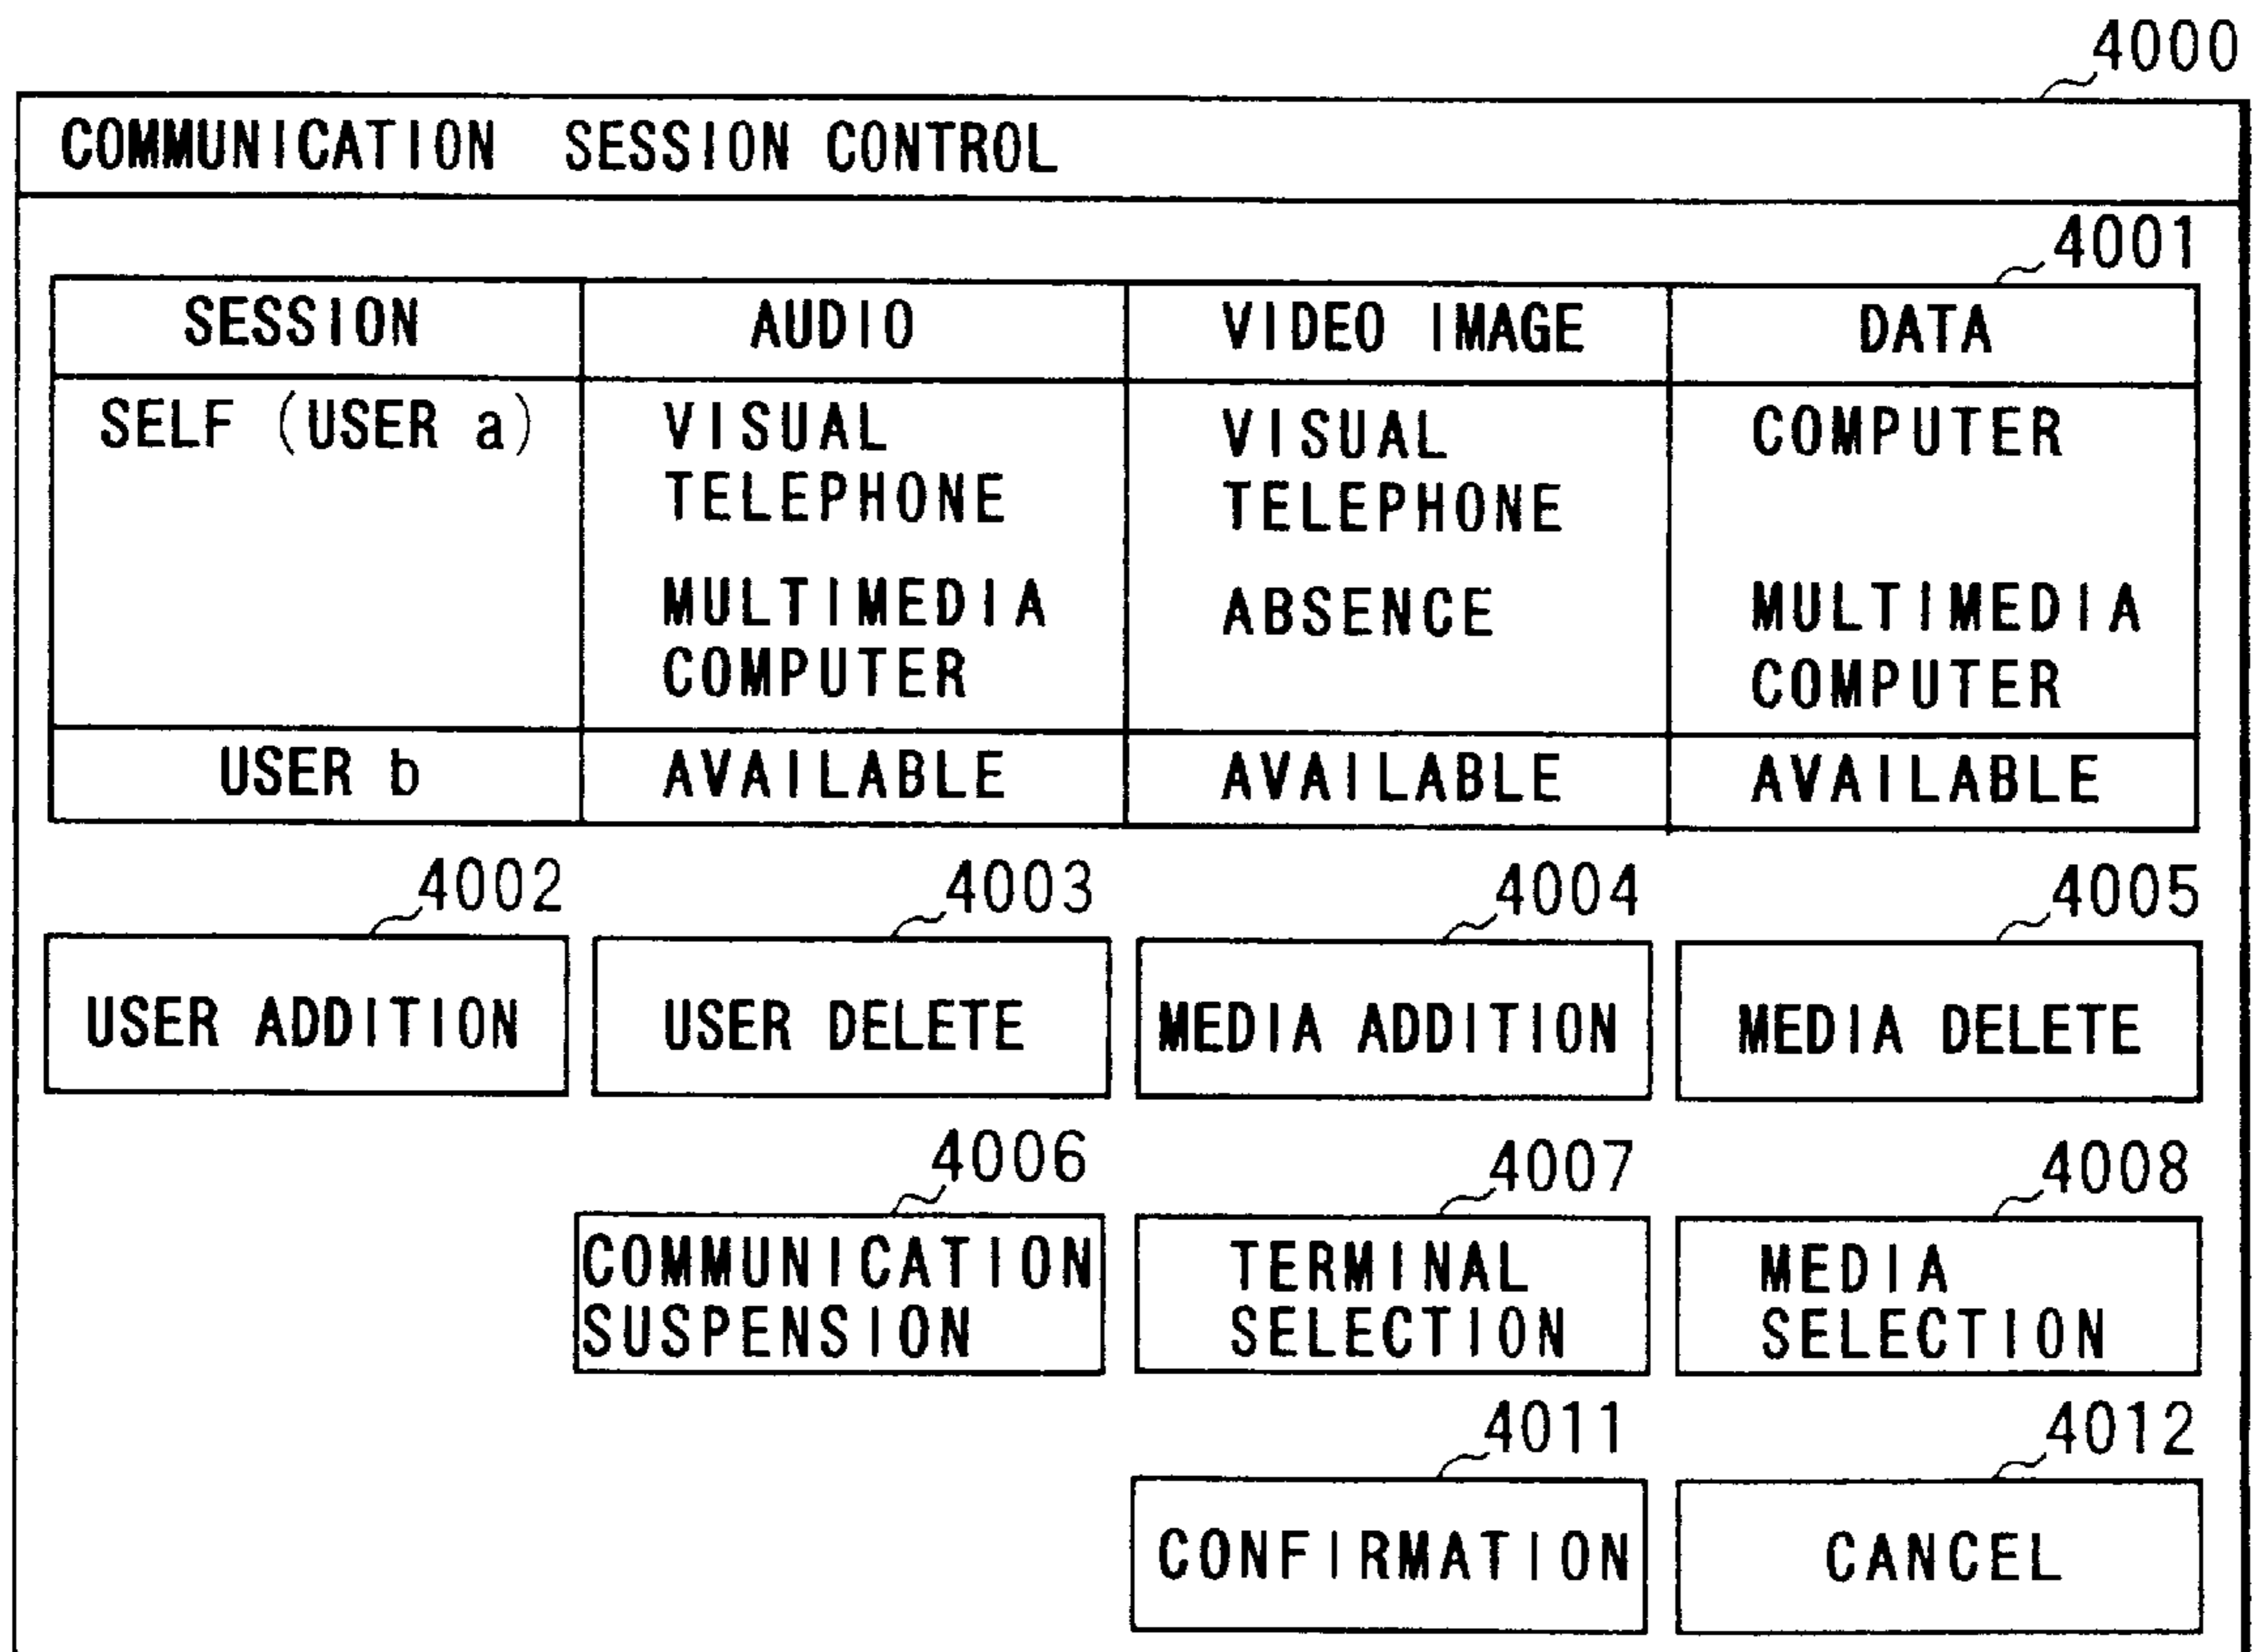 4000
COMMUNICATION SESSION CONTROL
4001
SESSION AUDIO VIDEO IMAGE DATA
SELF (USER a) VISUAL VISUAL COMPUTER
TELEPHONE TELEPHONE
MULTIMEDIA ABSENCE MULTIMEDIA
COMPUTER COMPUTER
USER b AVAILABLE AVAILABLE AVAILABLE
4002 4003 4004 4005
USER ADDITION USER DELETE MEDIA ADDITION MEDIA DELETE
4006 4007 4008
COMMUNICATION TERMINAL MEDIA
SUSPENSION SELECTION SELECTION
4011 4012
CONFIRMATION CANCEL